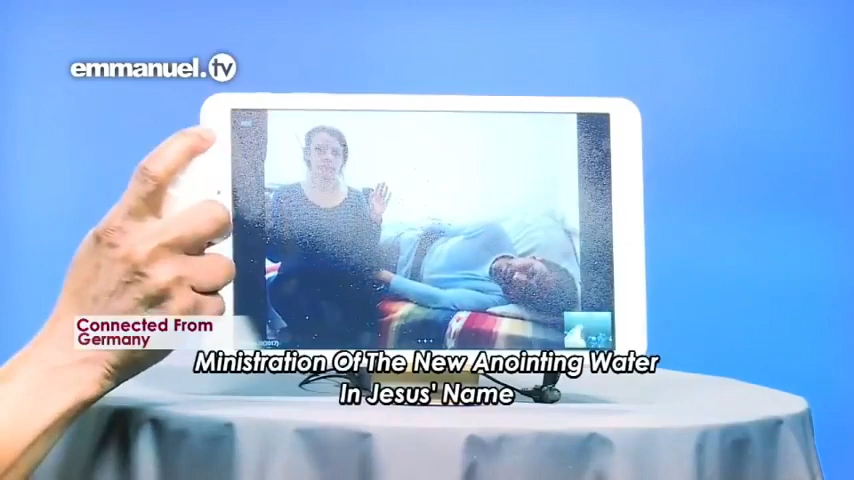 emmanuel.tv
Connected From
Germany
Ministration Of The New Anointing Water
In Jesus' Name